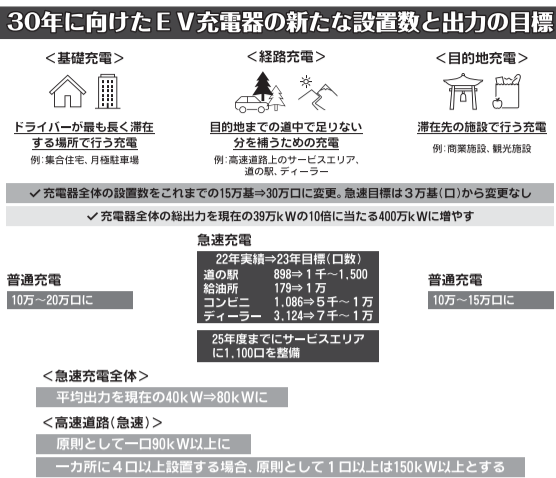 30年に向けたEV充電器の新たな設置数と出力の目標
＜基礎充電＞
ドライバーが最も長く滞在
する場所で行う充電
例：集合住宅、月極駐車場
＜経路充電＞
目的地までの道中で足りない
分を補うための充電
例：高速道路上のサービスエリア、
道の駅、ディーラー
＜目的地充電＞
滞在先の施設で行う充電
例：商業施設、観光施設
✓充電器全体の設置数をこれまでの15万基⇒30万口に変更。急速目標は３万基（口）から変更なし
✓充電器全体の総出力を現在の39万kWの10倍に当たる400万kWに増やす
普通充電
10万〜20万口に
急速充電
22年実績⇒23年目標（口数）
道の駅 898⇒１千〜1,500
給油所 179⇒１万
コンビニ 1,086⇒５千〜１万
ディーラー 3,124⇒７千〜１万
25年度までにサービスエリア
に1,100口を整備
普通充電
10万〜15万口に
＜急速充電全体＞
平均出力を現在の40kW⇒80kWに
＜高速道路（急速）＞
原則として一口90kW以上に
一カ所に４口以上設置する場合、原則として１口以上は150kW以上とする